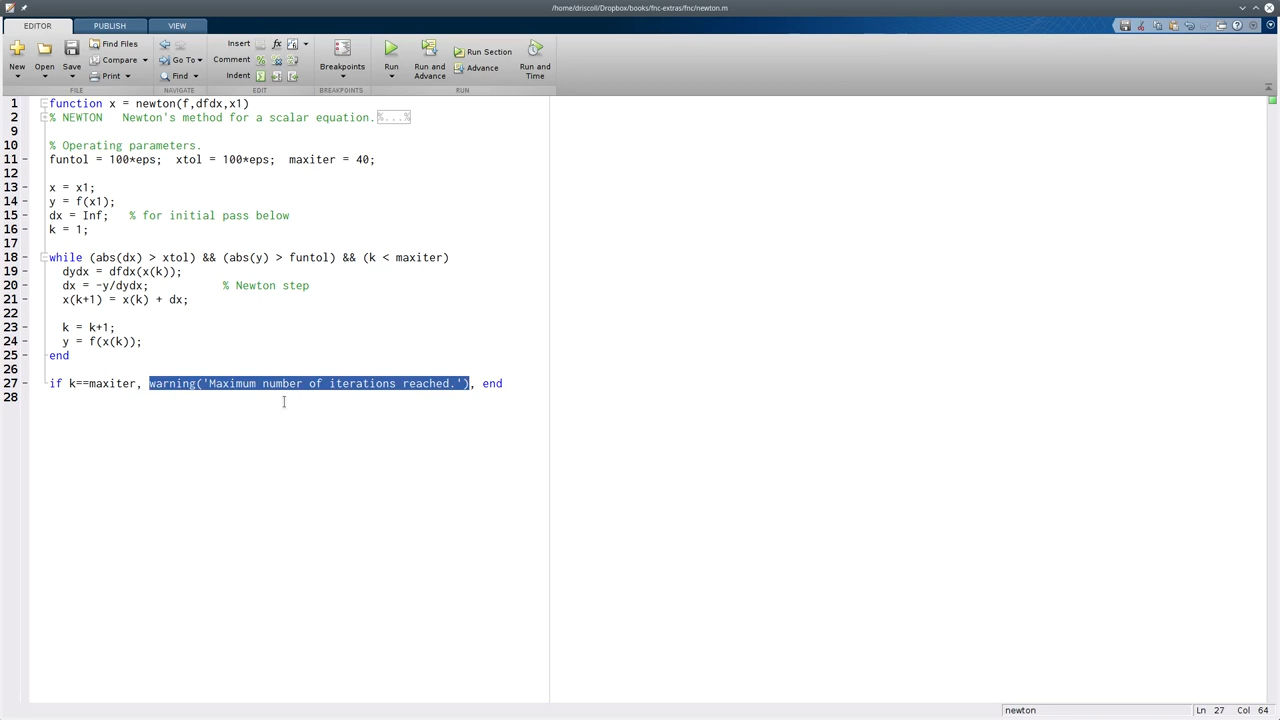 /home/driscoll/Dropbox/books/fnc-extras/fnc/newton.m
EDITOR PUBLISH VIEW
New Open Save Find Files Compare Print
Go To Find
Insert fx
Comment %
Indent
Breakpoints
Run Run and Advance Run Section Advance Run and Time
FILE NAVIGATE EDIT BREAKPOINTS RUN
1 function x = newton(f,dfdx,x1)
2 % NEWTON   Newton's method for a scalar equation.%...%
9
10 % Operating parameters.
11 funtol = 100*eps;  xtol = 100*eps;  maxiter = 40;
12
13 x = x1;
14 y = f(x1);
15 dx = Inf;   % for initial pass below
16 k = 1;
17
18 while (abs(dx) > xtol) && (abs(y) > funtol) && (k < maxiter)
19   dydx = dfdx(x(k));
20   dx = -y/dydx;           % Newton step
21   x(k+1) = x(k) + dx;
22
23   k = k+1;
24   y = f(x(k));
25 end
26
27 if k==maxiter, warning('Maximum number of iterations reached.'), end
28
newton Ln 27 Col 64